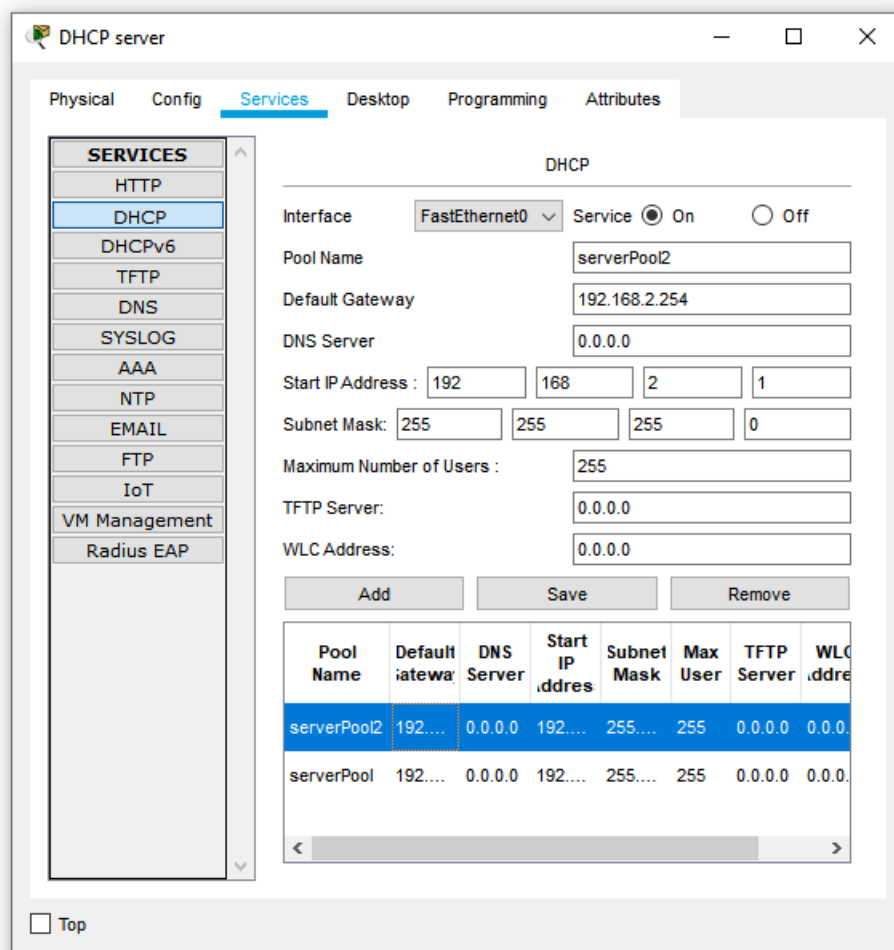 DHCP server
Physical Config Services Desktop Programming Attributes
SERVICES
HTTP
DHCP
DHCPv6
TFTP
DNS
SYSLOG
AAA
NTP
EMAIL
FTP
IoT
VM Management
Radius EAP
DHCP
Interface FastEthernet0 Service On Off
Pool Name serverPool2
Default Gateway 192.168.2.254
DNS Server 0.0.0.0
Start IP Address : 192 168 2 1
Subnet Mask: 255 255 255 0
Maximum Number of Users : 255
TFTP Server: 0.0.0.0
WLC Address: 0.0.0.0
Add Save Remove
Pool Name Default Gateway DNS Server Start IP Address Subnet Mask Max User TFTP Server WLC Addre
serverPool2 192.... 0.0.0.0 192.... 255.... 255 0.0.0.0 0.0.0.
serverPool 192.... 0.0.0.0 192.... 255.... 255 0.0.0.0 0.0.0.
Top